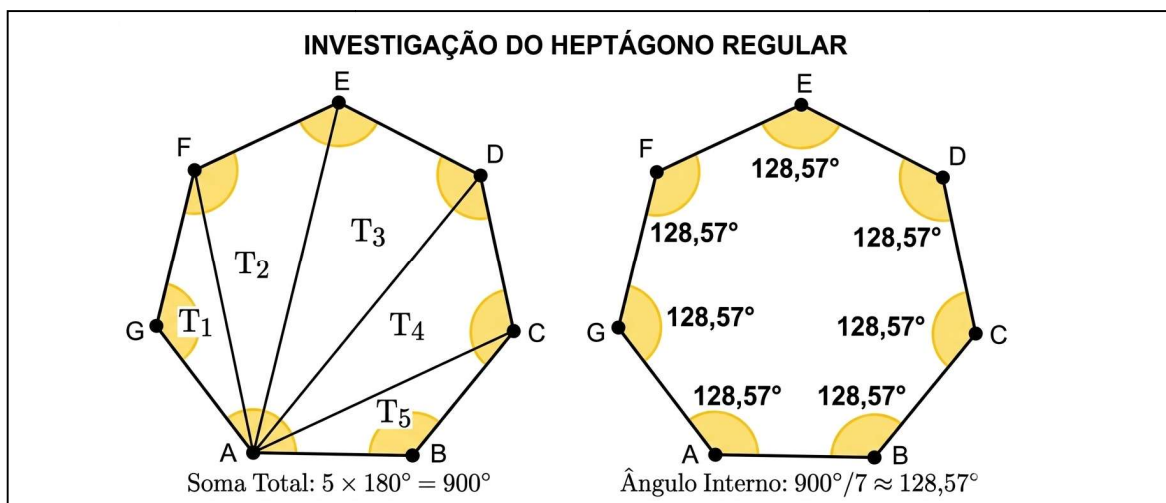 INVESTIGAÇÃO DO HEPTÁGONO REGULAR
E
F
D
T₃
T₂
G
T₁
T₄
C
T₅
A
B
Soma Total: 5 × 180° = 900°
E
128,57°
F
D
128,57°
128,57°
G
128,57°
128,57°
C
128,57°
128,57°
A
B
Ângulo Interno: 900°/7 ≈ 128,57°